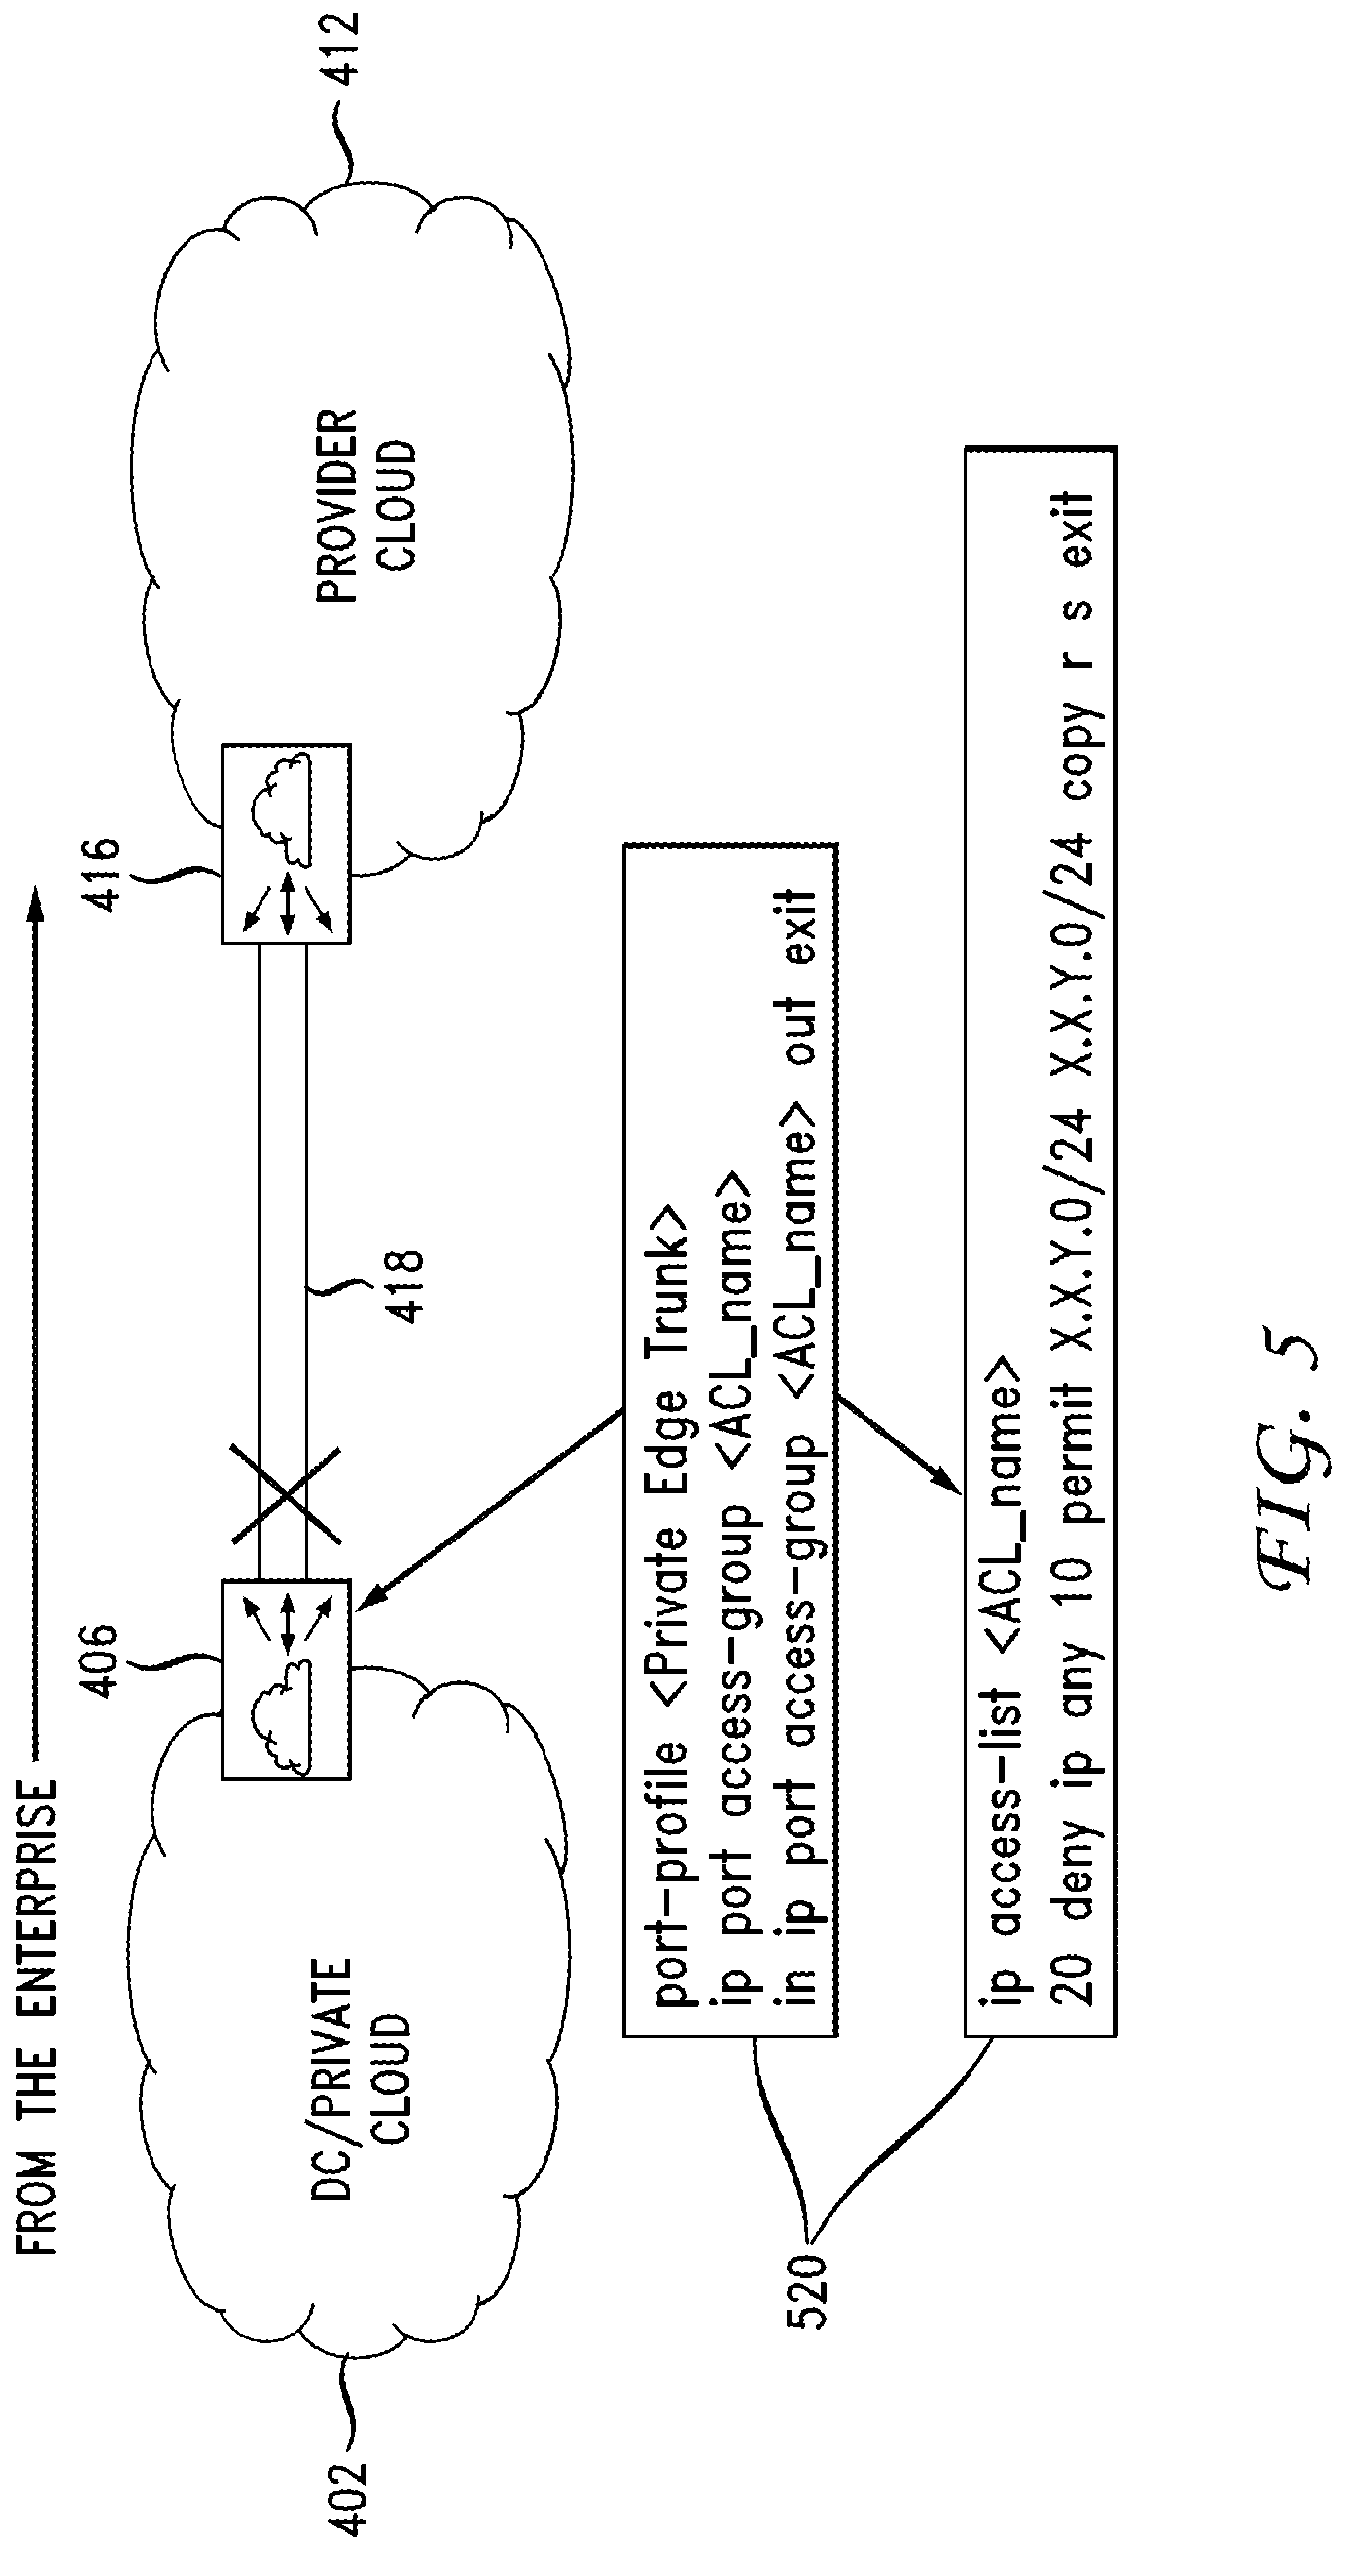 FROM THE ENTERPRISE
406
416
402
DC/PRIVATE
CLOUD
418
PROVIDER
CLOUD
412
port-profile <Private Edge Trunk>
ip port access-group <ACL_name>
in ip port access-group <ACL_name> out exit
520
ip access-list <ACL_name>
20 deny ip any 10 permit X.X.Y.0/24 X.X.Y.0/24 copy r s exit
FIG. 5